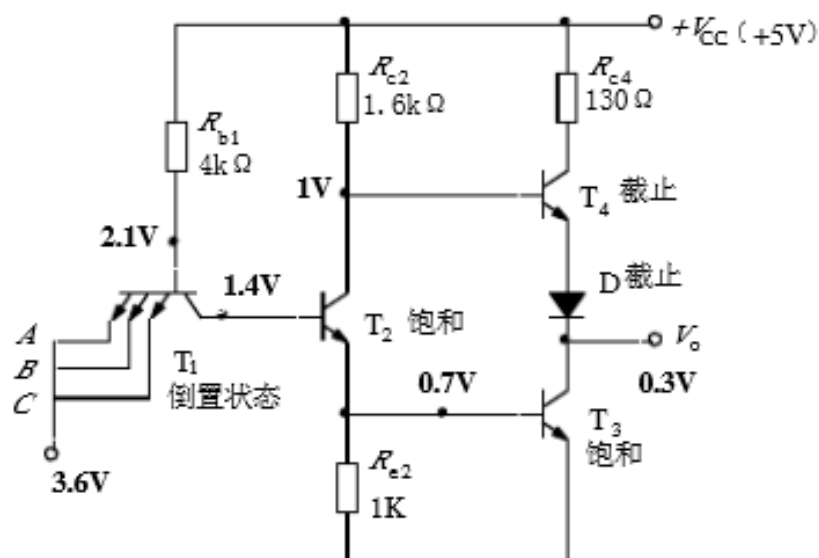 +VCC（+5V）
Rc2
1.6kΩ
Rc4
130Ω
Rb1
4kΩ
1V
T4 截止
2.1V
1.4V
D 截止
A
B
C
T1
倒置状态
T2 饱和
Vo
0.3V
0.7V
T3
饱和
3.6V
Re2
1K